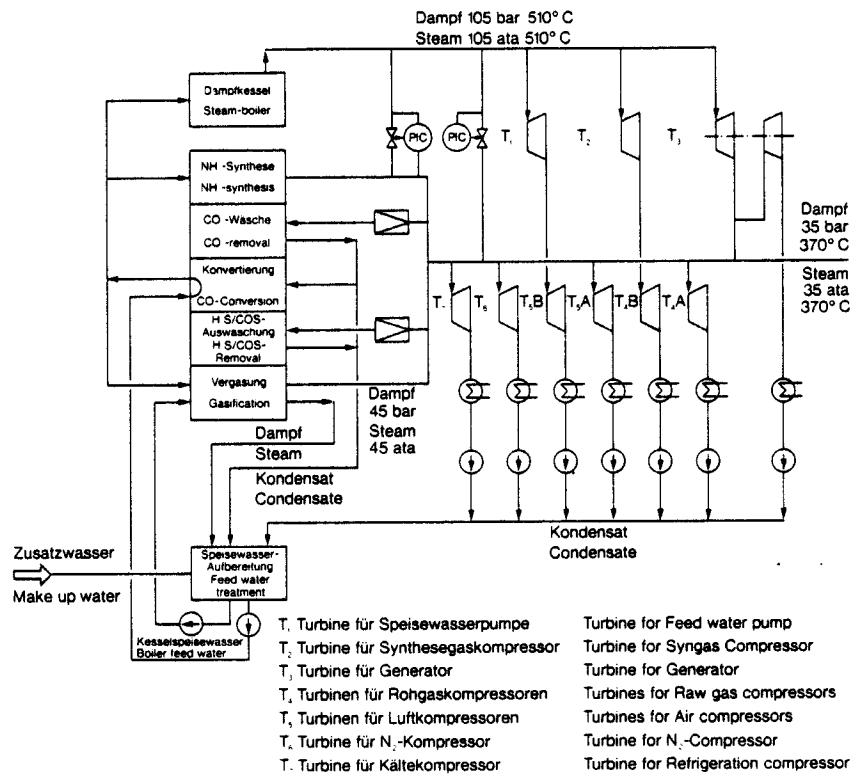 Dampf 105 bar 510° C
Steam 105 ata 510° C
Dampfkessel
Steam-boiler
PIC
PIC
T₁
T₂
T₃
NH -Synthese
NH -synthesis
CO -Wäsche
CO -removal
Konvertierung
CO-Conversion
H S/COS-
Auswaschung
H S/COS-
Removal
Vergasung
Gasification
Dampf
35 bar
370° C
Steam
35 ata
370° C
T-
T₆
T₅B
T₅A
T₄B
T₄A
Dampf
45 bar
Steam
45 ata
Dampf
Steam
Kondensat
Condensate
Kondensat
Condensate
Zusatzwasser
Make up water
Speisewasser-
Aufbereitung
Feed water
treatment
Kesselspeisewasser
Boiler feed water
T₁ Turbine für Speisewasserpumpe Turbine for Feed water pump
T₂ Turbine für Synthesegaskompressor Turbine for Syngas Compressor
T₃ Turbine für Generator Turbine for Generator
T₄ Turbinen für Rohgaskompressoren Turbines for Raw gas compressors
T₅ Turbinen für Luftkompressoren Turbines for Air compressors
T₆ Turbine für N₂-Kompressor Turbine for N₂-Compressor
T- Turbine für Kältekompressor Turbine for Refrigeration compressor